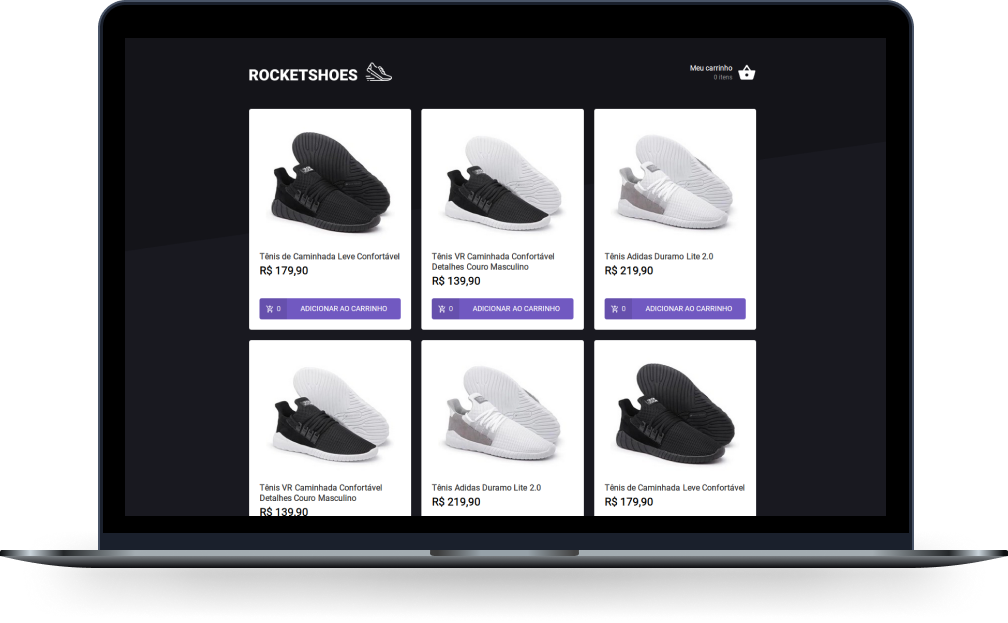 ROCKETSHOES
Meu carrinho
0 itens
Tênis de Caminhada Leve Confortável
R$ 179,90
0 ADICIONAR AO CARRINHO
Tênis VR Caminhada Confortável
Detalhes Couro Masculino
R$ 139,90
0 ADICIONAR AO CARRINHO
Tênis Adidas Duramo Lite 2.0
R$ 219,90
0 ADICIONAR AO CARRINHO
Tênis VR Caminhada Confortável
Detalhes Couro Masculino
R$ 139,90
Tênis Adidas Duramo Lite 2.0
R$ 219,90
Tênis de Caminhada Leve Confortável
R$ 179,90